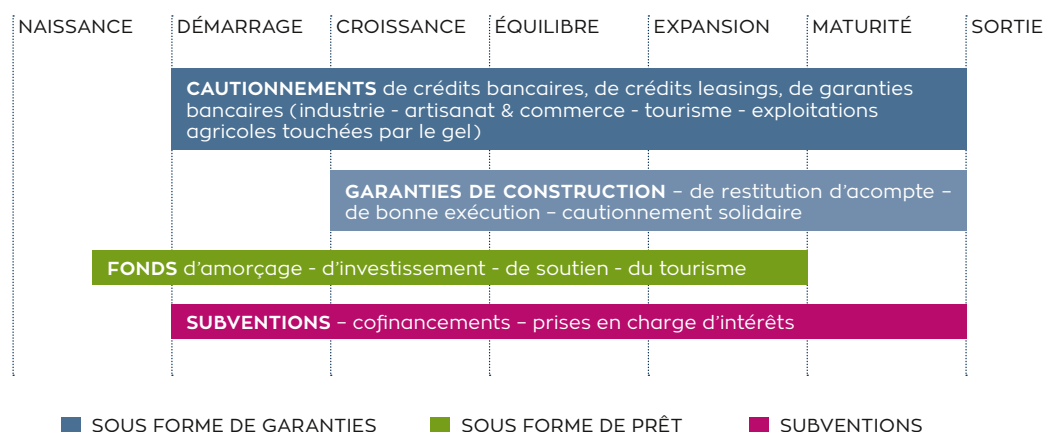 NAISSANCE DÉMARRAGE CROISSANCE ÉQUILIBRE EXPANSION MATURITÉ SORTIE
CAUTIONNEMENTS de crédits bancaires, de crédits leasings, de garanties
bancaires (industrie - artisanat & commerce - tourisme - exploitations
agricoles touchées par le gel)
GARANTIES DE CONSTRUCTION – de restitution d'acompte –
de bonne exécution – cautionnement solidaire
FONDS d'amorçage - d'investissement - de soutien - du tourisme
SUBVENTIONS – cofinancements – prises en charge d'intérêts
SOUS FORME DE GARANTIES SOUS FORME DE PRÊT SUBVENTIONS